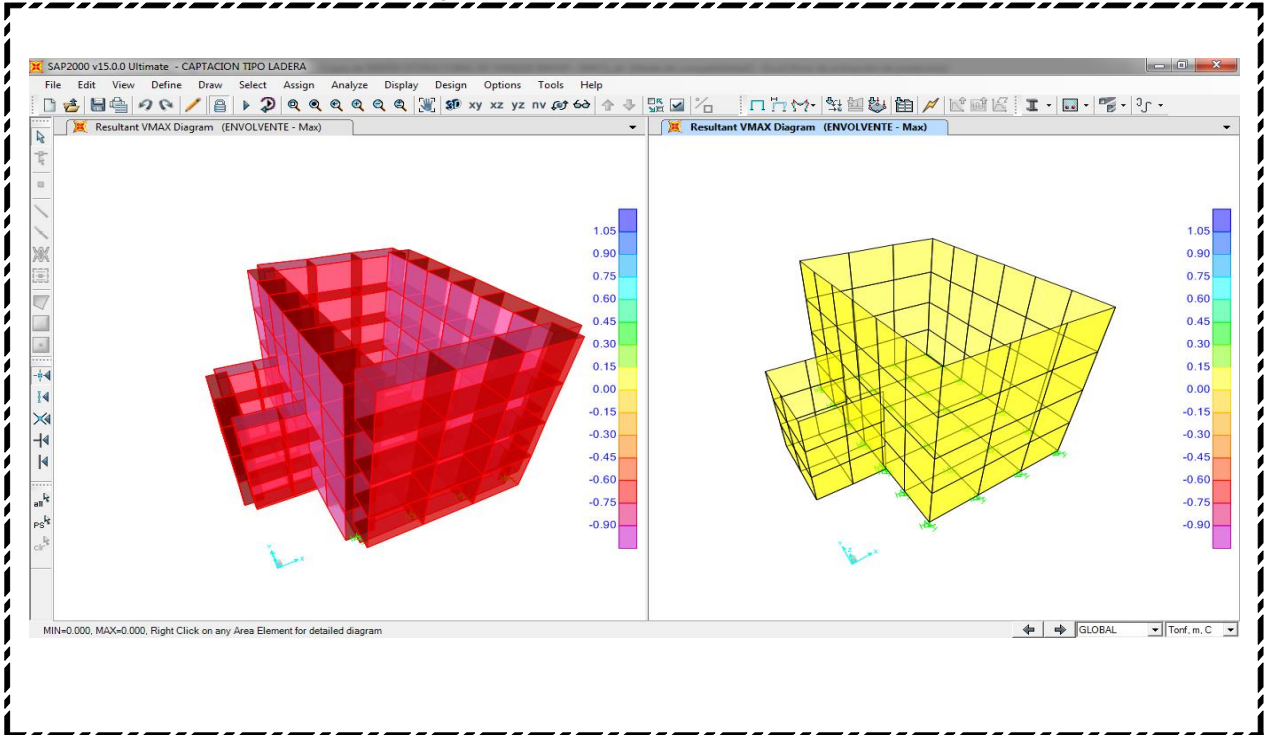 SAP2000 v15.0.0 Ultimate - CAPTACION TIPO LADERA
File Edit View Define Draw Select Assign Analyze Display Design Options Tools Help
3D xy xz yz nv
Resultant VMAX Diagram (ENVOLVENTE - Max)
Resultant VMAX Diagram (ENVOLVENTE - Max)
1.05
0.90
0.75
0.60
0.45
0.30
0.15
0.00
-0.15
-0.30
-0.45
-0.60
-0.75
-0.90
1.05
0.90
0.75
0.60
0.45
0.30
0.15
0.00
-0.15
-0.30
-0.45
-0.60
-0.75
-0.90
all
PS
clr
MIN=0.000, MAX=0.000, Right Click on any Area Element for detailed diagram
GLOBAL
Tonf, m, C